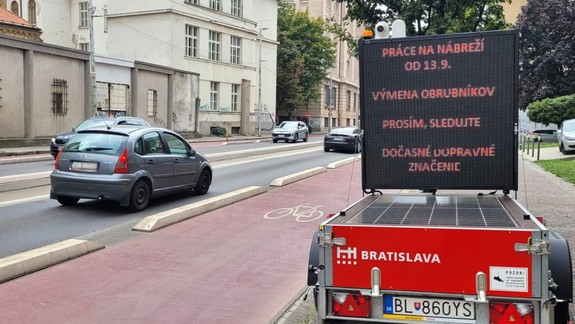 PRÁCE NA NÁBREŽÍ
OD 13.9.
VÝMENA OBRUBNÍKOV
PROSÍM, SLEDUJTE
DOČASNÉ DOPRAVNÉ
ZNAČENIE
BRATISLAVA
POZOR!
BL 860YS